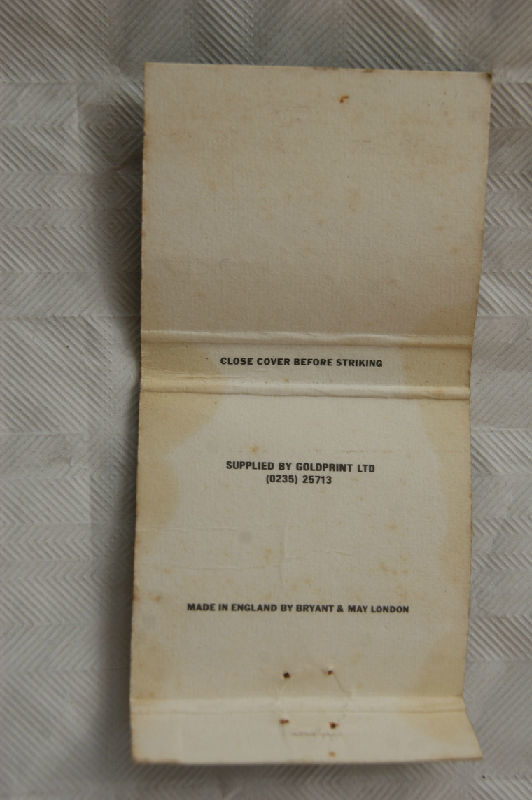 CLOSE COVER BEFORE STRIKING
SUPPLIED BY GOLDPRINT LTD
(0235) 25713
MADE IN ENGLAND BY BRYANT & MAY LONDON